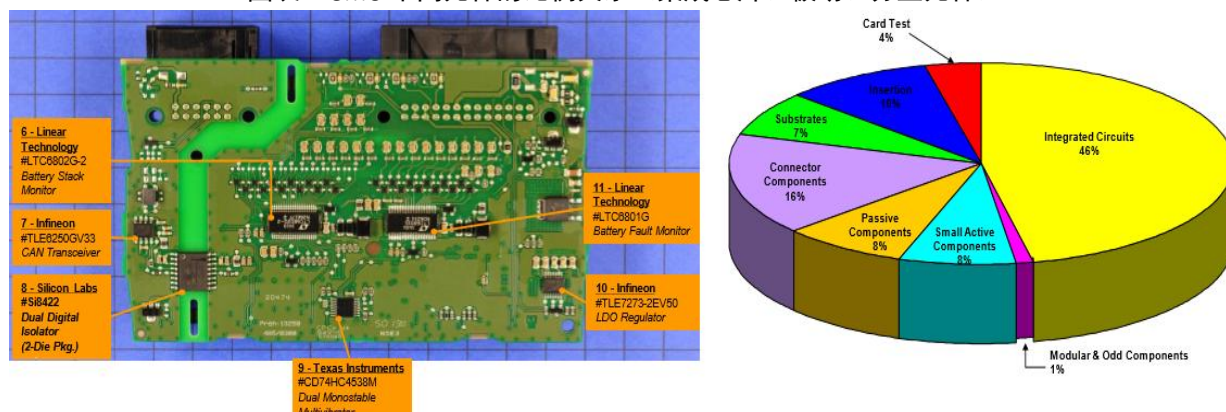 6 - Linear
Technology
#LTC6802G-2
Battery Stack
Monitor
7 - Infineon
#TLE6250GV33
CAN Transceiver
8 - Silicon Labs
#Si8422
Dual Digital
Isolator
(2-Die Pkg.)
9 - Texas Instruments
#CD74HC4538M
Dual Monostable
Multivibrator
11 - Linear
Technology
#LTC6801G
Battery Fault Monitor
10 - Infineon
#TLE7273-2EV50
LDO Regulator
20474
Card Test
4%
Insertion
10%
Substrates
7%
Connector
Components
16%
Passive
Components
8%
Small Active
Components
8%
Integrated Circuits
46%
Modular & Odd Components
1%